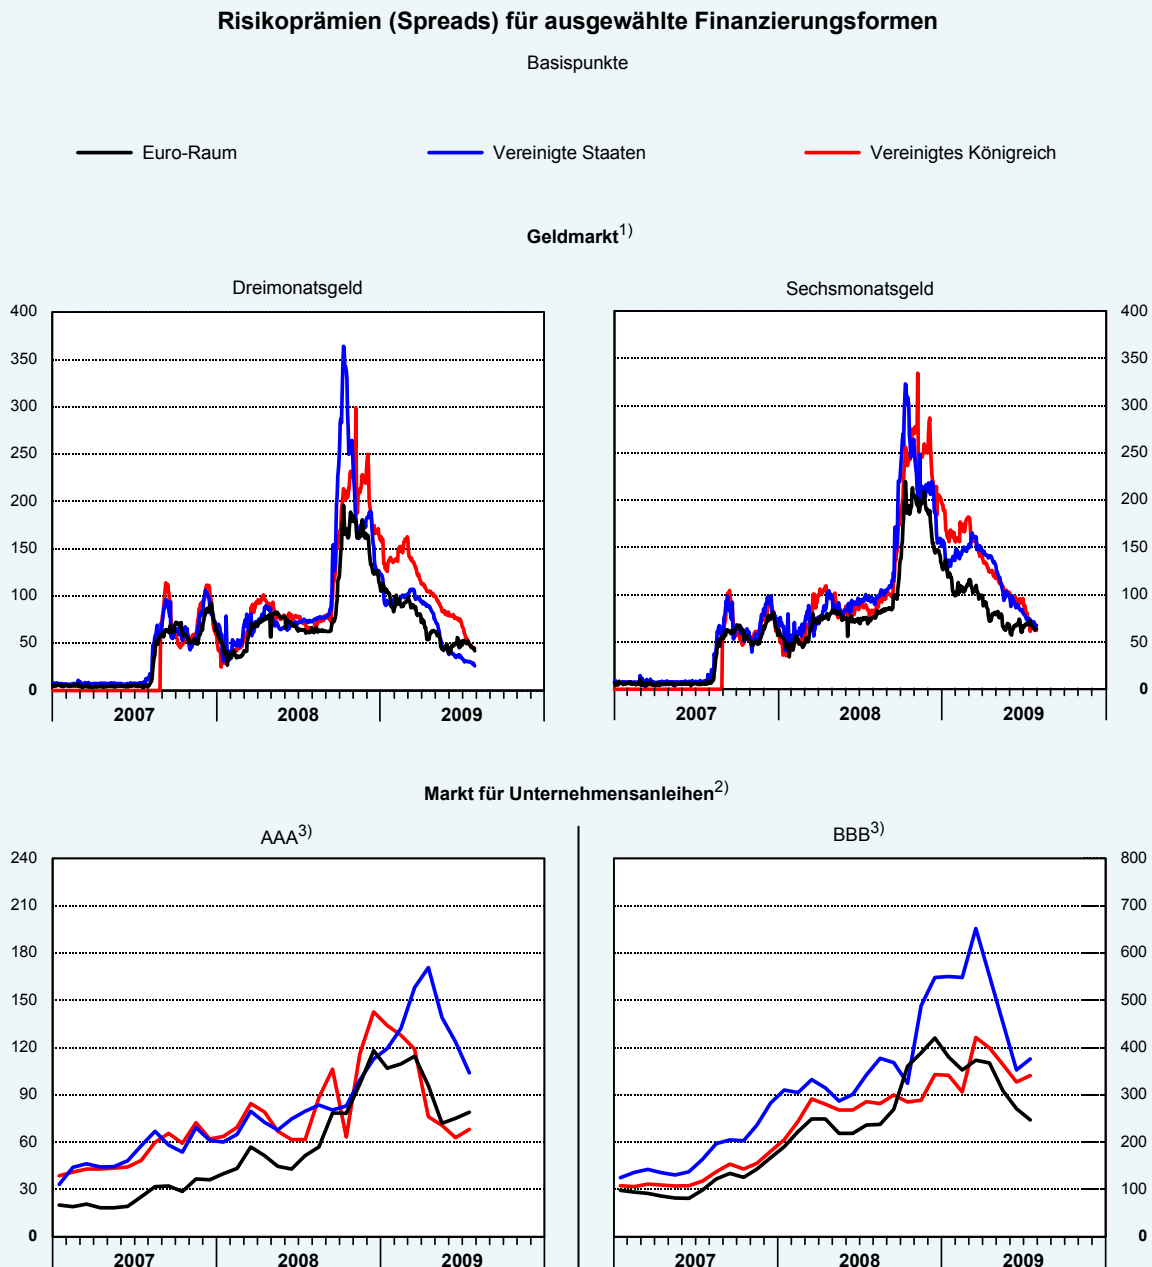 Risikoprämien (Spreads) für ausgewählte Finanzierungsformen
Basispunkte
Euro-Raum Vereinigte Staaten Vereinigtes Königreich
Geldmarkt1)
Dreimonatsgeld
400
350
300
250
200
150
100
50
0
2007 2008 2009
Sechsmonatsgeld
400
350
300
250
200
150
100
50
0
2007 2008 2009
Markt für Unternehmensanleihen2)
AAA3)
240
210
180
150
120
90
60
30
0
2007 2008 2009
BBB3)
800
700
600
500
400
300
200
100
0
2007 2008 2009